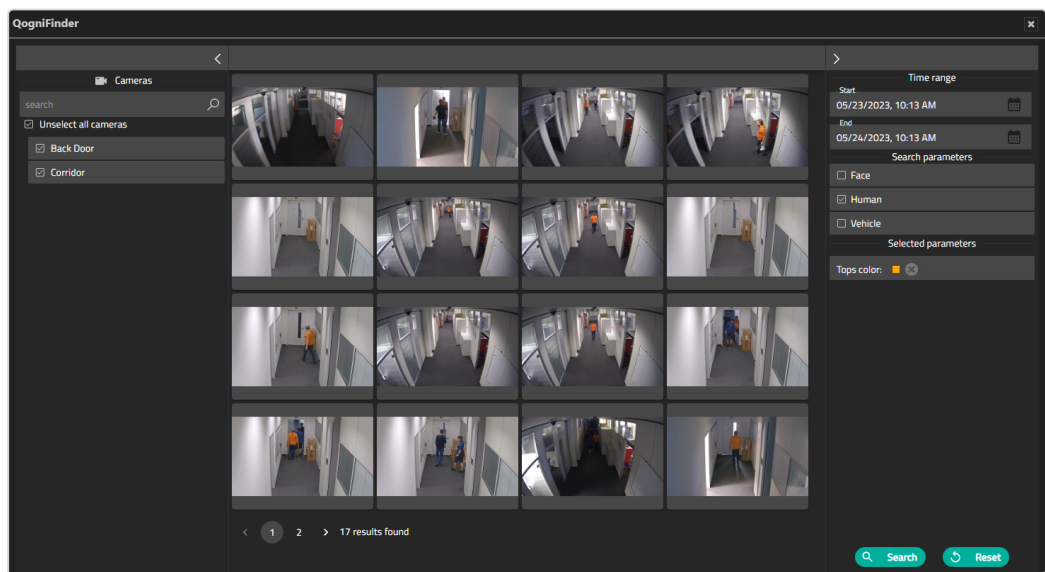 QogniFinder
Cameras
search
Unselect all cameras
Back Door
Corridor
1 2 17 results found
Time range
Start
05/23/2023, 10:13 AM
End
05/24/2023, 10:13 AM
Search parameters
Face
Human
Vehicle
Selected parameters
Tops color:
Search Reset